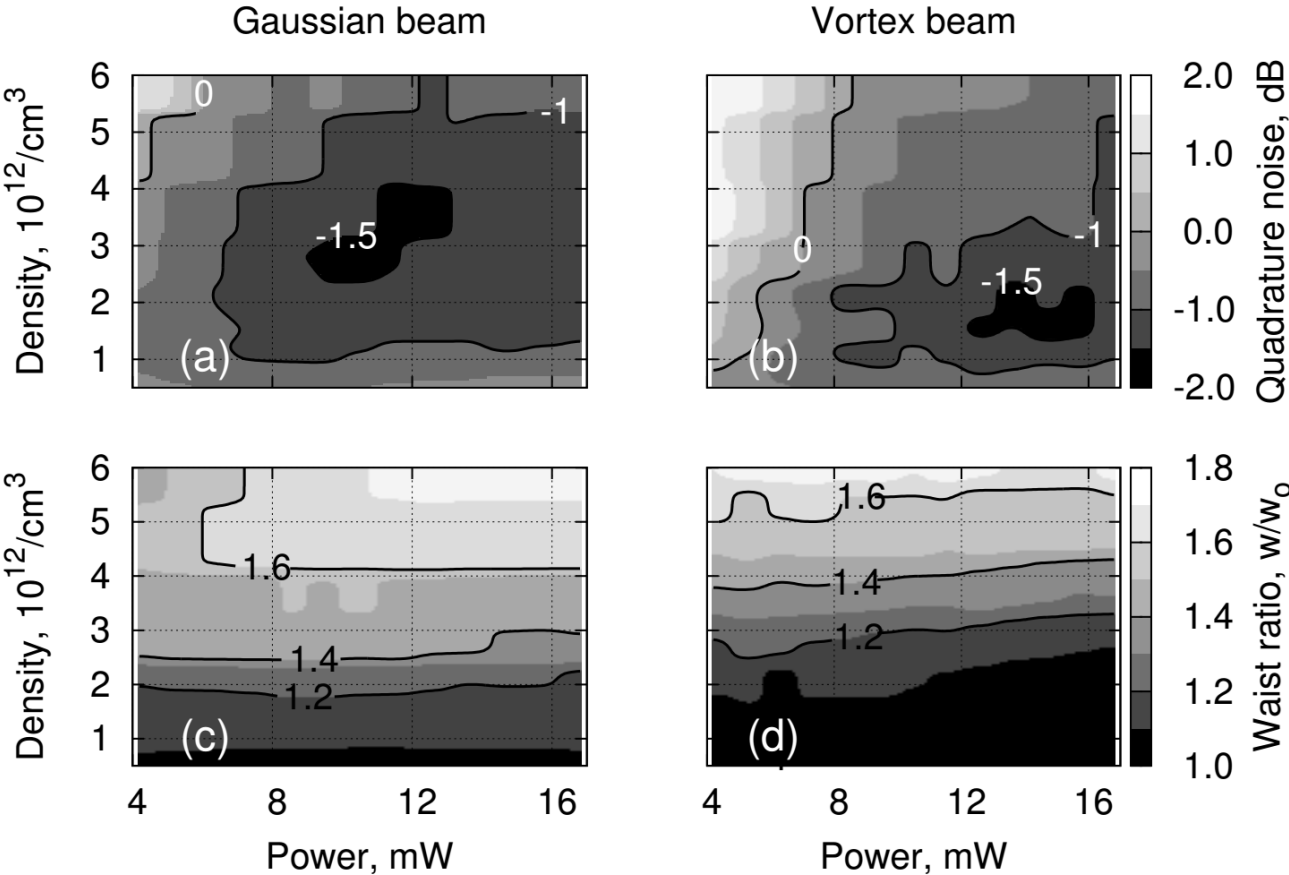 Gaussian beam
Vortex beam
Density, 10^12/cm^3
6
5
4
3
2
1
0
-1
-1.5
(a)
0
-1
-1.5
(b)
2.0
1.0
0.0
-1.0
-2.0
Quadrature noise, dB
Density, 10^12/cm^3
6
5
4
3
2
1
1.6
1.4
1.2
(c)
1.6
1.4
1.2
(d)
1.8
1.6
1.4
1.2
1.0
Waist ratio, w/w_o
4 8 12 16
4 8 12 16
Power, mW
Power, mW